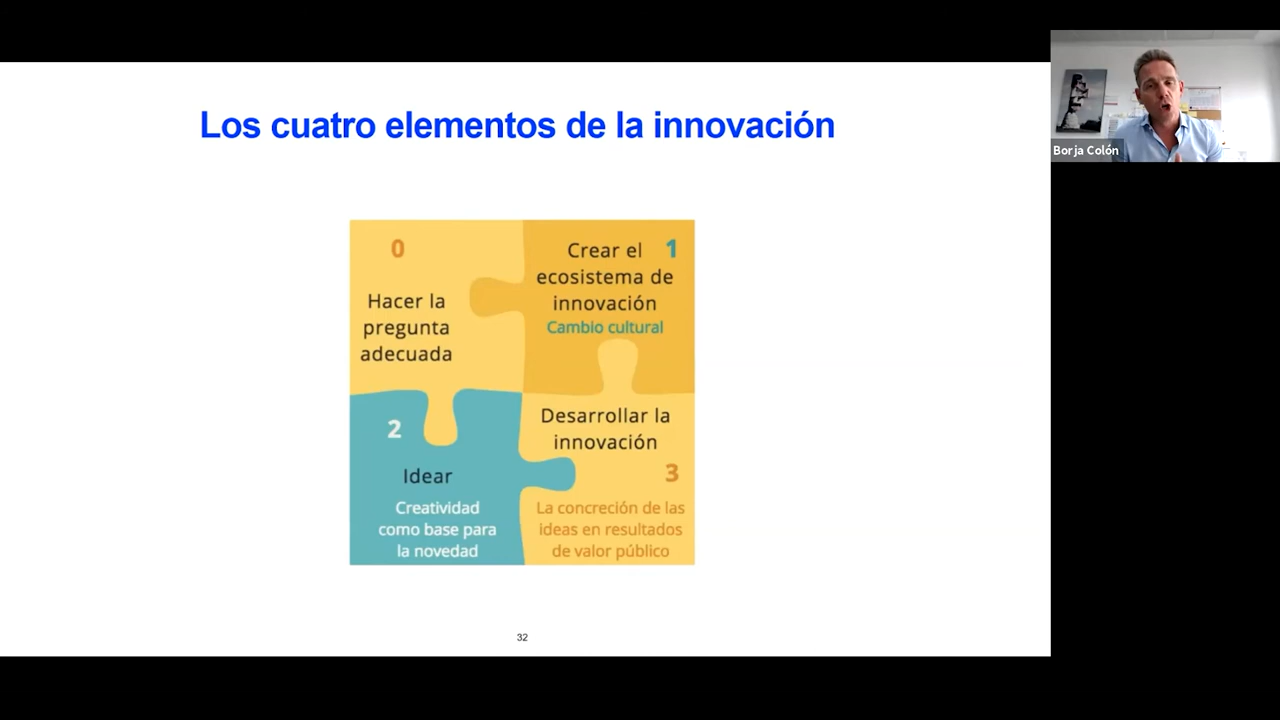 Los cuatro elementos de la innovación
Borja Colón
0
Hacer la
pregunta
adecuada
Crear el 1
ecosistema de
innovación
Cambio cultural
2
Idear
Creatividad
como base para
la novedad
Desarrollar la
innovación
3
La concreción de las
ideas en resultados
de valor público
32